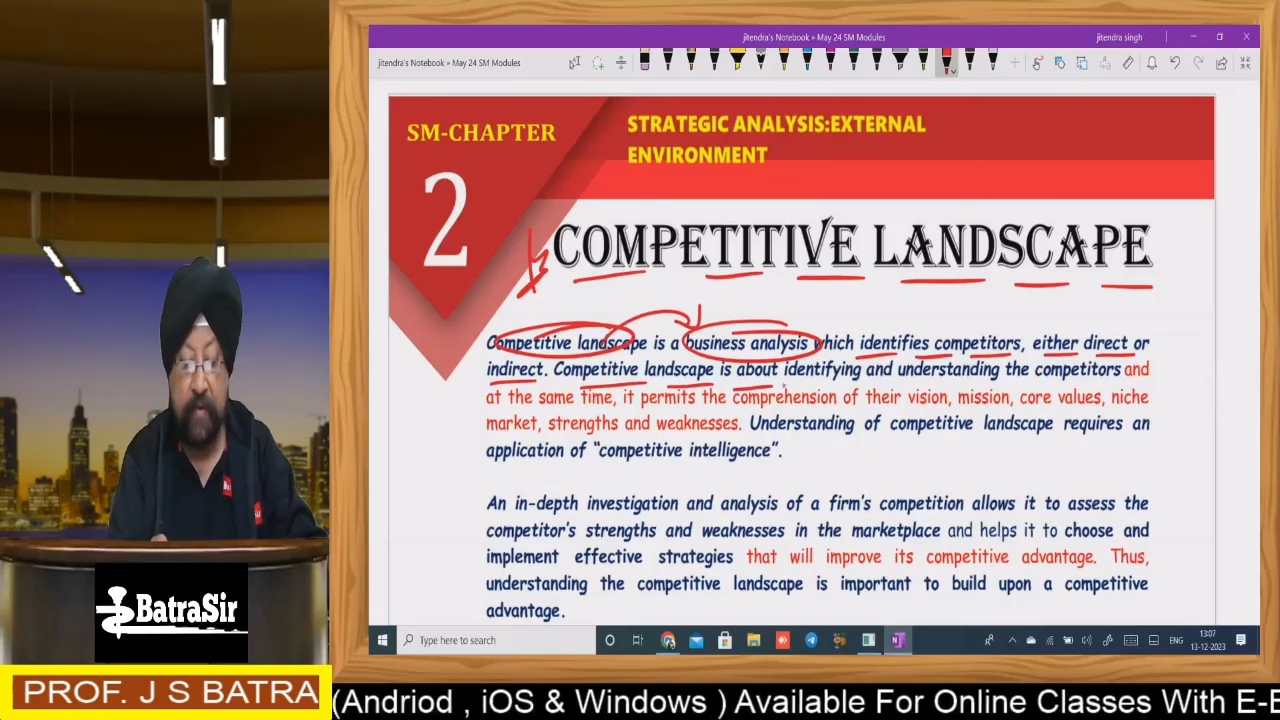 jitendra's Notebook » May 24 SM Modules
jitendra singh
jitendra's Notebook » May 24 SM Modules
SM-CHAPTER
2
STRATEGIC ANALYSIS:EXTERNAL
ENVIRONMENT
COMPETITIVE LANDSCAPE
Competitive landscape is a business analysis which identifies competitors, either direct or
indirect. Competitive landscape is about identifying and understanding the competitors and
at the same time, it permits the comprehension of their vision, mission, core values, niche
market, strengths and weaknesses. Understanding of competitive landscape requires an
application of “competitive intelligence”.
An in-depth investigation and analysis of a firm’s competition allows it to assess the
competitor’s strengths and weaknesses in the marketplace and helps it to choose and
implement effective strategies that will improve its competitive advantage. Thus,
understanding the competitive landscape is important to build upon a competitive
advantage.
Type here to search
ENG
13:07
13-12-2023
BatraSir
PROF. J S BATRA
(Andriod , iOS & Windows ) Available For Online Classes With E-B